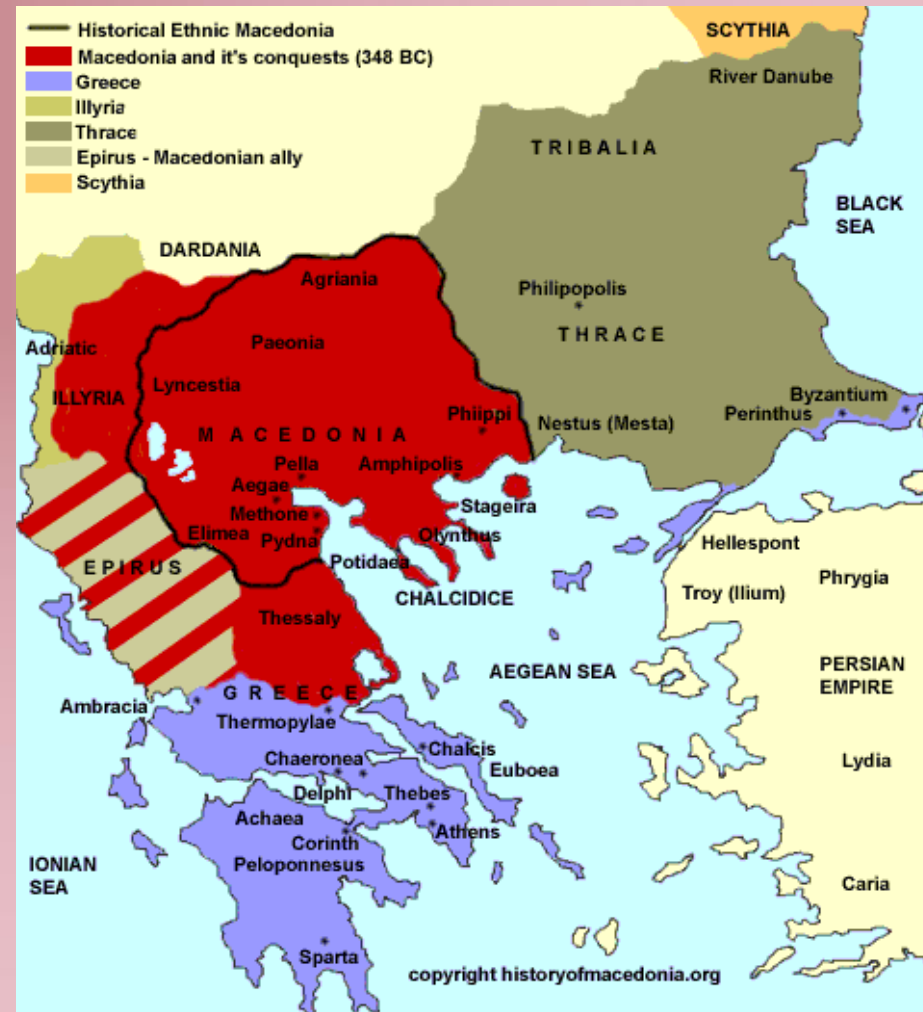 Historical Ethnic Macedonia
Macedonia and it's conquests (348 BC)
Greece
Illyria
Thrace
Epirus - Macedonian ally
Scythia
SCYTHIA
River Danube
TRIBALIA
BLACK
SEA
DARDANIA
Agriania
Philipopolis
THRACE
Adriatic
Paeonia
Lyncestia
ILLYRIA
Byzantium
Perinthus
Phiippi
Nestus (Mesta)
MACEDONIA
Pella
Amphipolis
Aegae
Stageira
Methone
Elimea
Pydna
Olynthus
Potidaea
Hellespont
EPIRUS
CHALCIDICE
Phrygia
Troy (Ilium)
Thessaly
AEGEAN SEA
PERSIAN
EMPIRE
GREECE
Ambracia
Thermopylae
Chalcis
Chaeronea
Euboea
Lydia
Delphi
Thebes
Achaea
Athens
Corinth
Peloponnesus
IONIAN
SEA
Caria
Sparta
copyright historyofmacedonia.org